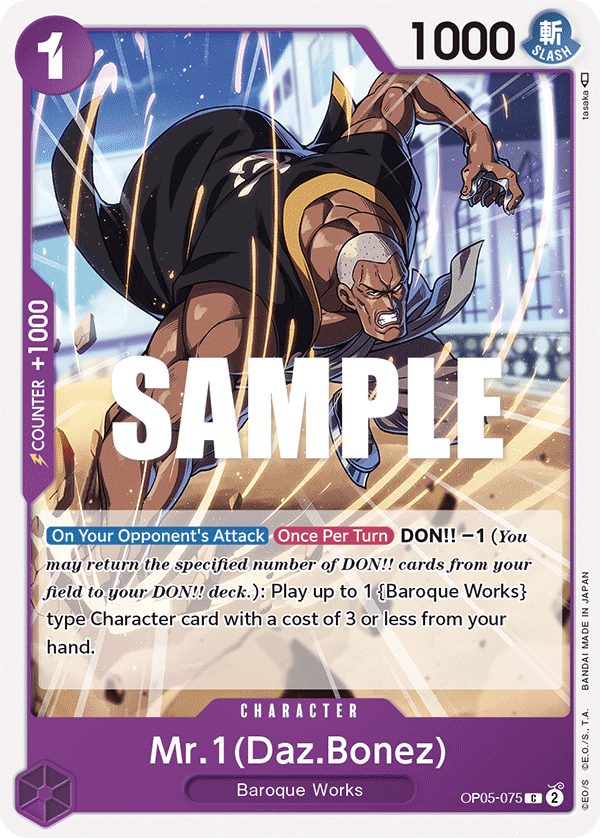 1
1000
斬
SLASH
tasaka
COUNTER +1000
SAMPLE
On Your Opponent's Attack Once Per Turn DON!! −1 (You
may return the specified number of DON!! cards from your
field to your DON!! deck.): Play up to 1 {Baroque Works}
type Character card with a cost of 3 or less from your
hand.
CHARACTER
Mr.1(Daz.Bonez)
Baroque Works
OP05-075 C 2
©EO/S ©E.O./S., T.A. BANDAI MADE IN JAPAN